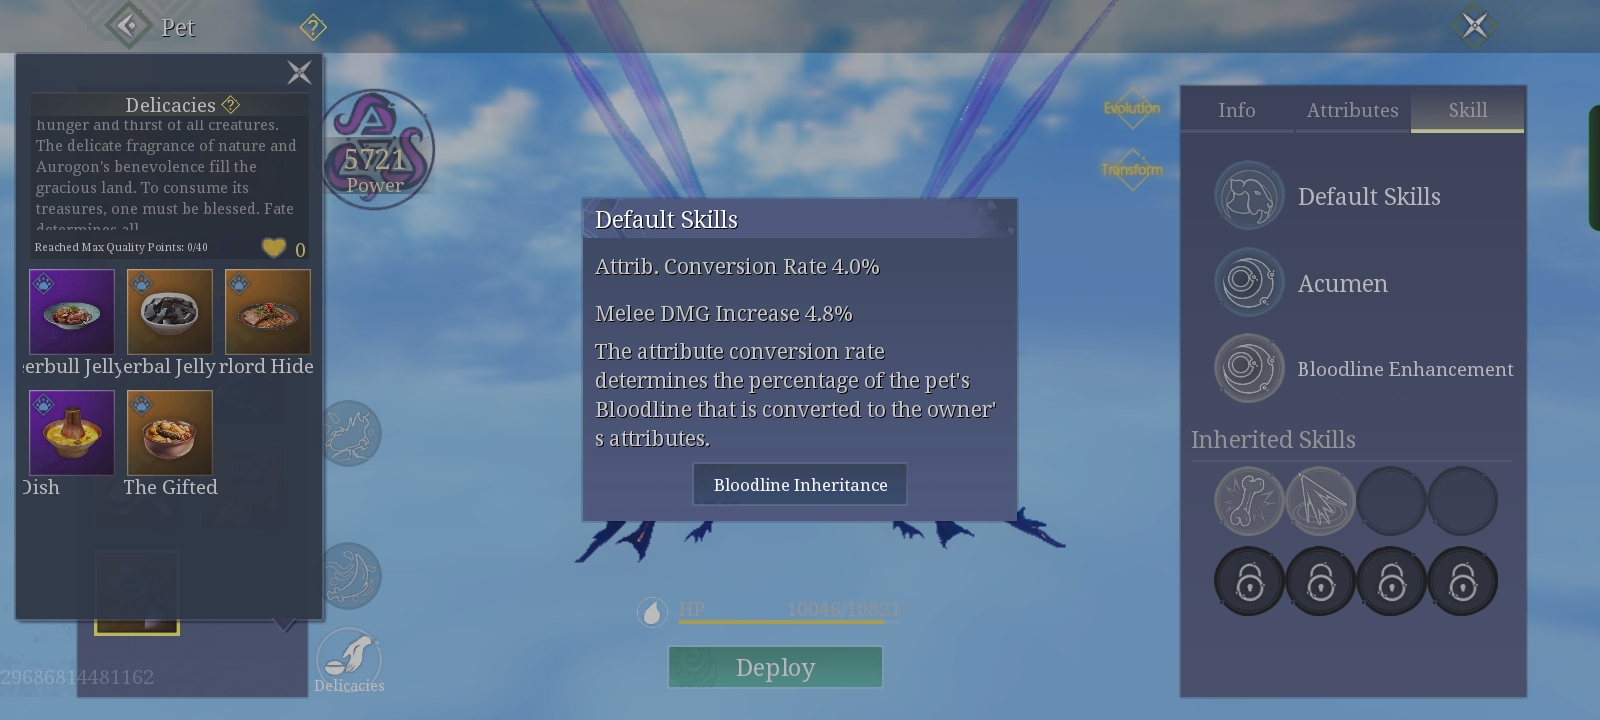 Pet
?
Delicacies ?
hunger and thirst of all creatures.
The delicate fragrance of nature and
Aurogon's benevolence fill the
gracious land. To consume its
treasures, one must be blessed. Fate
determines all.
Reached Max Quality Points: 0/40
0
erbull Jelly
erbal Jelly
rlord Hide
Dish
The Gifted
29686814481162
5721
Power
Delicacies
Evolution
Transform
Default Skills
Attrib. Conversion Rate 4.0%
Melee DMG Increase 4.8%
The attribute conversion rate
determines the percentage of the pet's
Bloodline that is converted to the owner'
s attributes.
Bloodline Inheritance
HP 10046/10821
Deploy
Info Attributes Skill
Default Skills
Acumen
Bloodline Enhancement
Inherited Skills